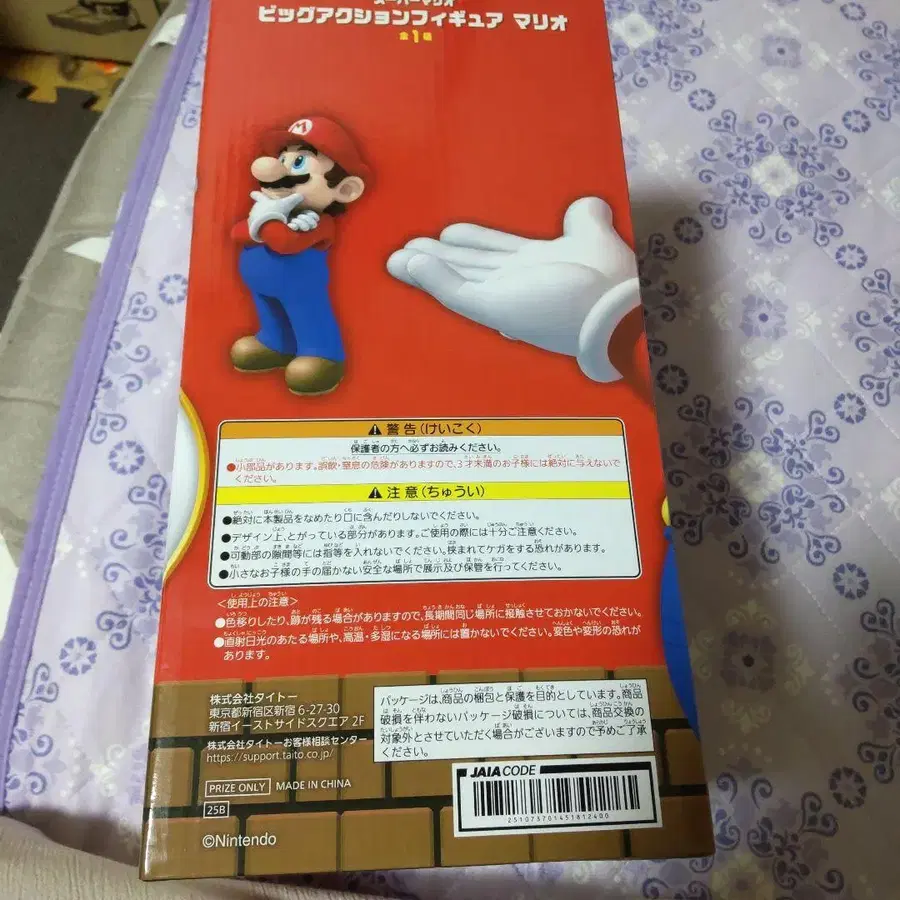 スーパーマリオ
ビッグアクションフィギュア マリオ
全1種
M
警告(けいこく)
保護者の方へ必ずお読みください。
●小部品があります。誤飲・窒息の危険がありますので、3才未満のお子様には絶対に与えないで
ください。
注意(ちゅうい)
●絶対に本製品をなめたり口に含んだりしないでください。
●デザイン上、とがっている部分があります。ご使用の際には十分ご注意ください。
●可動部の隙間等には指等を入れないでください。挟まれてケガをする恐れがあります。
●小さなお子様の手の届かない安全な場所で展示及び保管を行ってください。
<使用上の注意>
●色移りしたり、跡が残る場合がありますので、長期間同じ場所に接触させておかないでください。
●直射日光のあたる場所や、高温・多湿になる場所には置かないでください。変色や変形の恐れが
あります。
株式会社タイトー
東京都新宿区新宿 6-27-30
新宿イーストサイドスクエア 2F
株式会社タイトーお客様相談センター
https://support.taito.co.jp/
PRIZE ONLY MADE IN CHINA
25B
©Nintendo
パッケージは、商品の梱包と保護を目的としています。商品
破損を伴わないパッケージ破損については、商品交換の
対象外とさせていただく場合がございますので予めご了承
ください。
JAIA CODE
2510757014518124​00